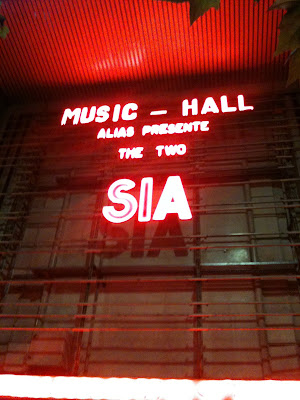 MUSIC - HALL
ALIAS PRESENTE
THE TWO
SIA